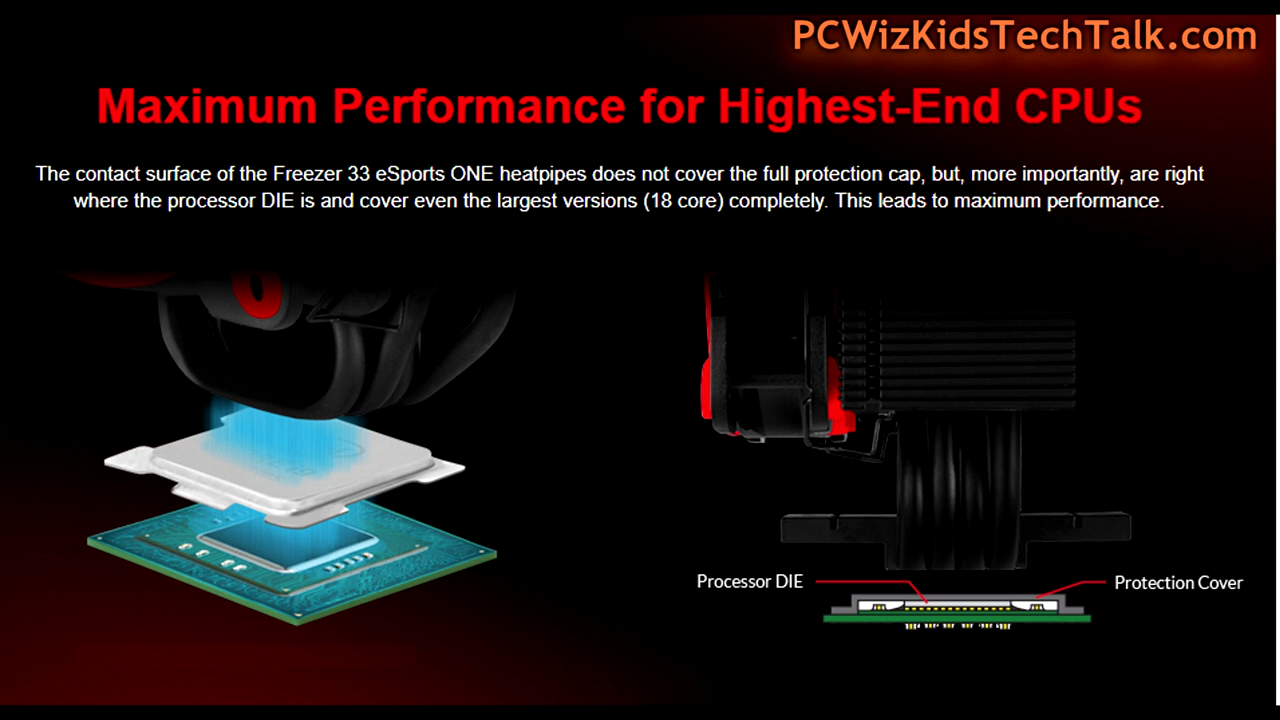 PCWizKidsTechTalk.com
Maximum Performance for Highest-End CPUs
The contact surface of the Freezer 33 eSports ONE heatpipes does not cover the full protection cap, but, more importantly, are right
where the processor DIE is and cover even the largest versions (18 core) completely. This leads to maximum performance.
Processor DIE
Protection Cover